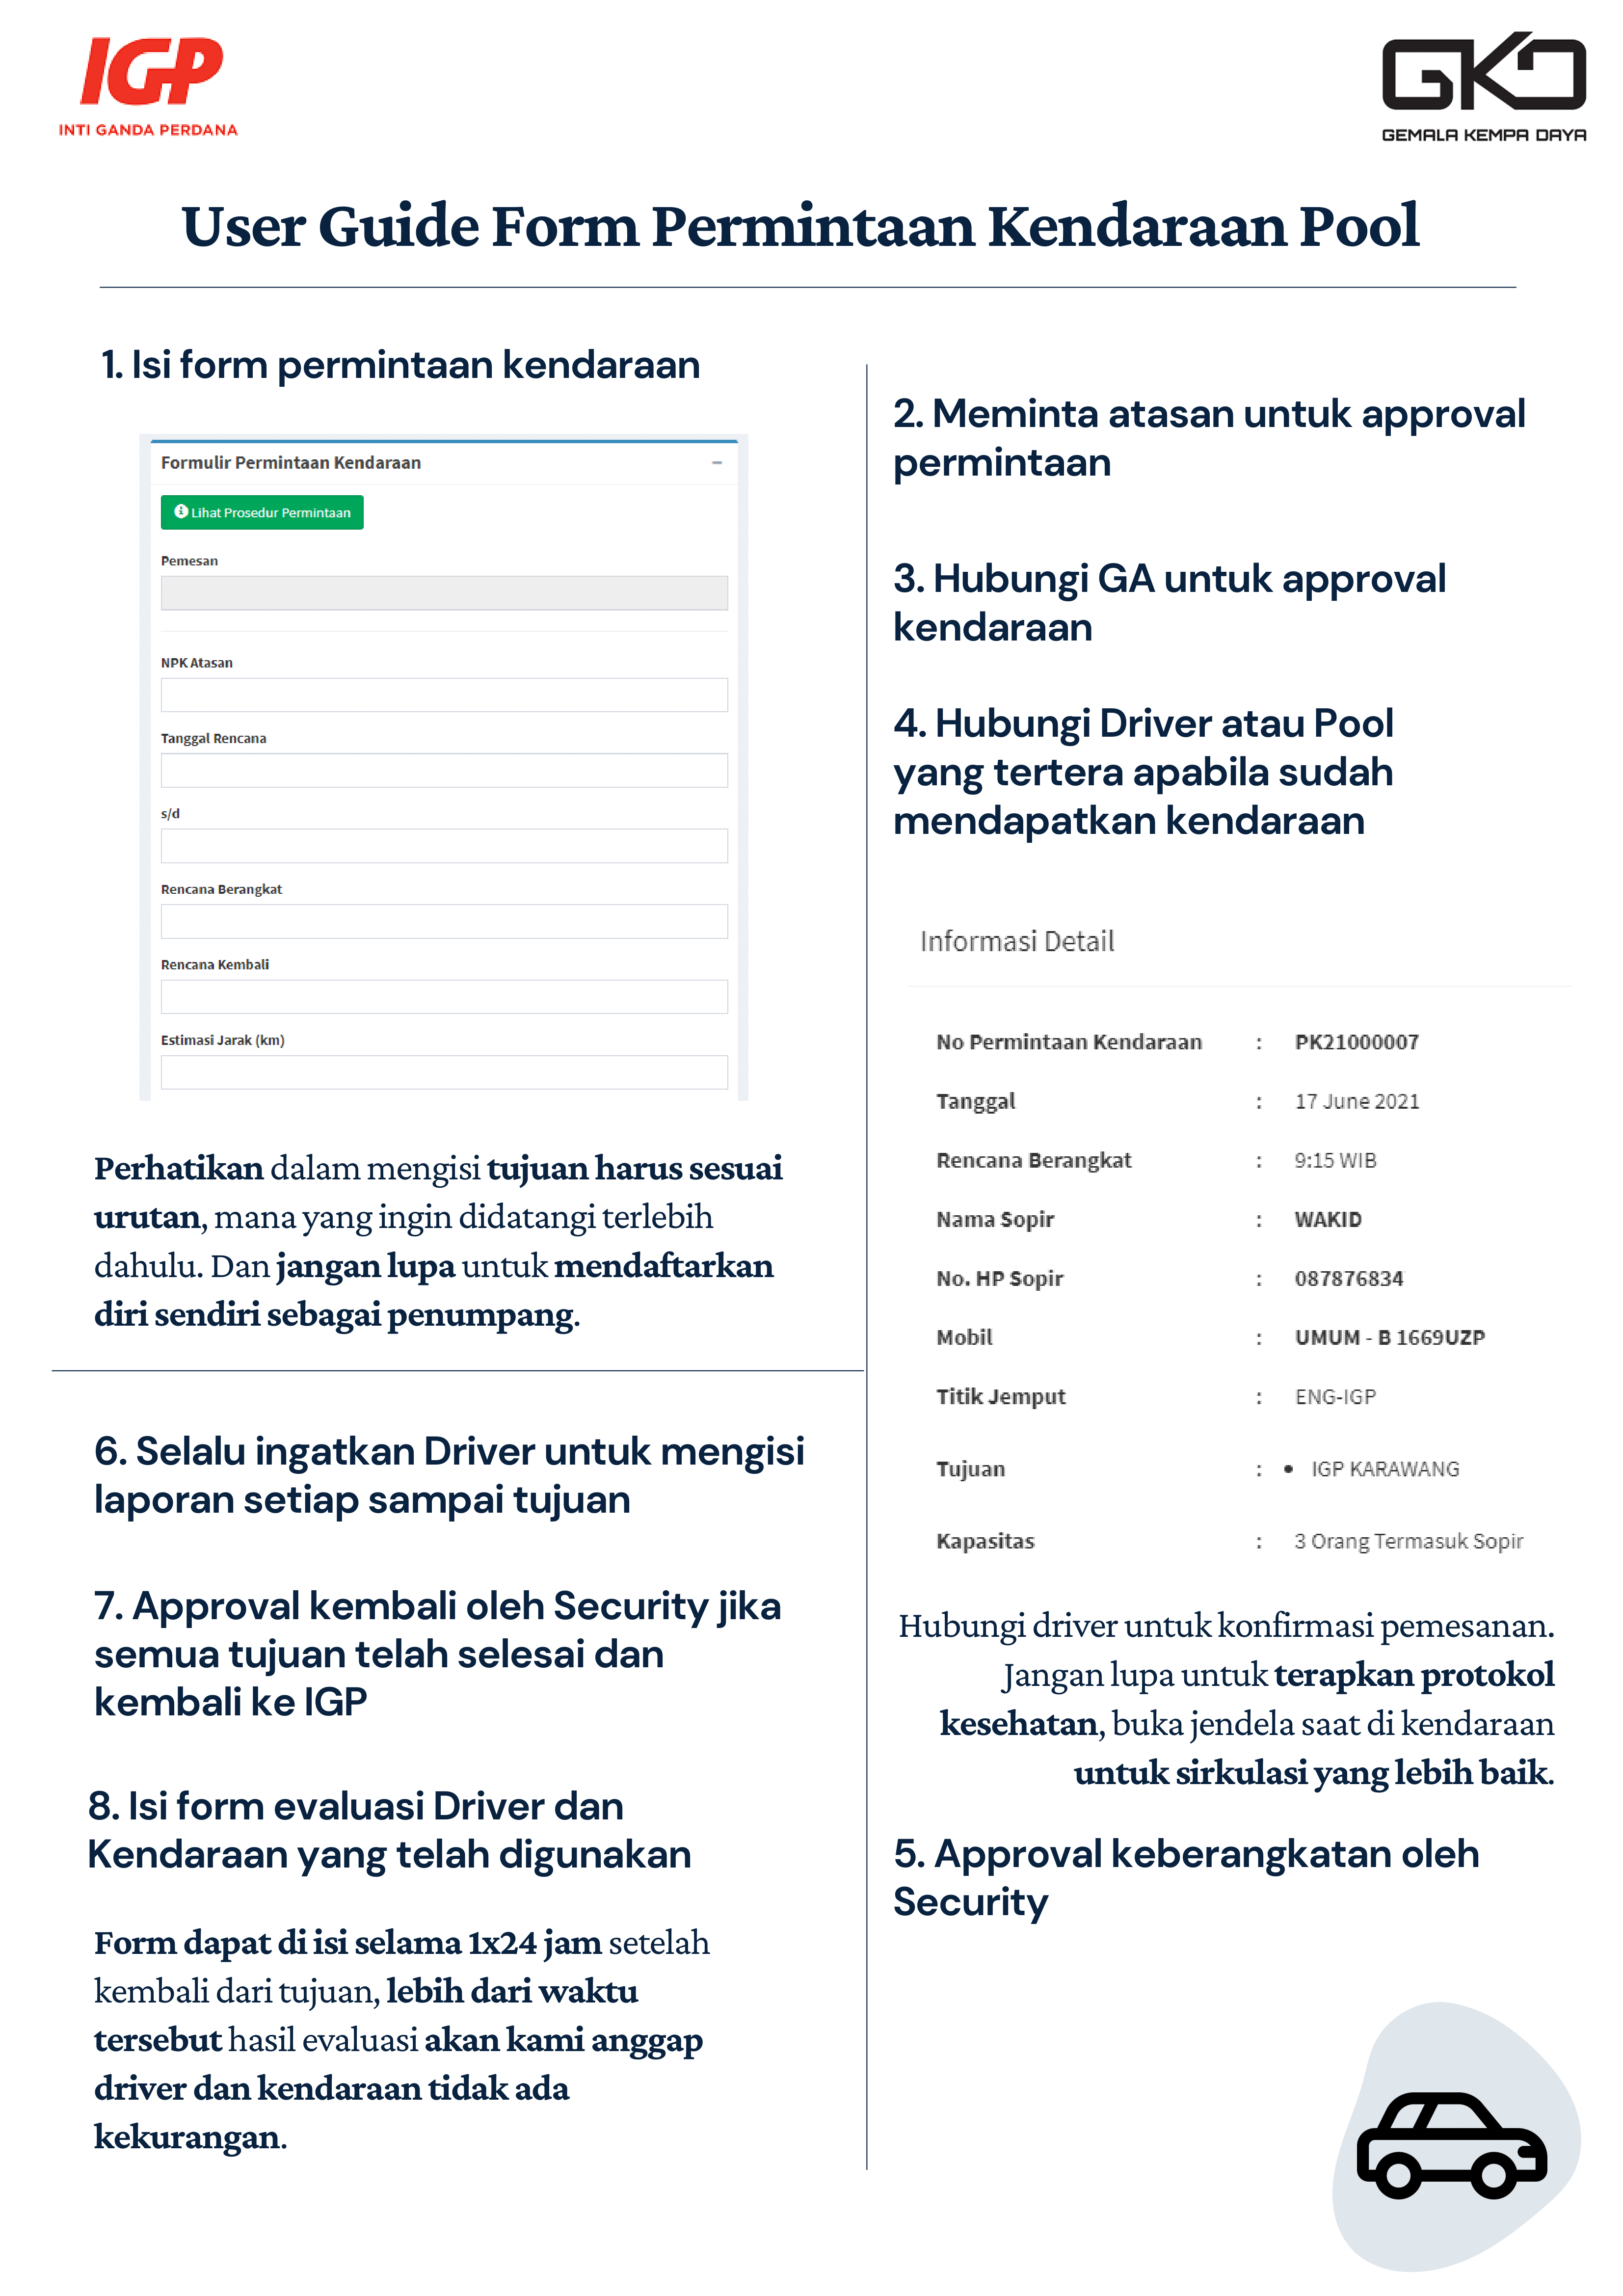 IGP
INTI GANDA PERDANA
GKD
GEMALA KEMPA DAYA
User Guide Form Permintaan Kendaraan Pool
1. Isi form permintaan kendaraan
Formulir Permintaan Kendaraan
Lihat Prosedur Permintaan
Pemesan
NPK Atasan
Tanggal Rencana
s/d
Rencana Berangkat
Rencana Kembali
Estimasi Jarak (km)
Perhatikan dalam mengisi tujuan harus sesuai
urutan, mana yang ingin didatangi terlebih
dahulu. Dan jangan lupa untuk mendaftarkan
diri sendiri sebagai penumpang.
2. Meminta atasan untuk approval
permintaan
3. Hubungi GA untuk approval
kendaraan
4. Hubungi Driver atau Pool
yang tertera apabila sudah
mendapatkan kendaraan
Informasi Detail
No Permintaan Kendaraan : PK21000007
Tanggal : 17 June 2021
Rencana Berangkat : 9:15 WIB
Nama Sopir : WAKID
No. HP Sopir : 087876834
Mobil : UMUM - B 1669UZP
Titik Jemput : ENG-IGP
Tujuan : • IGP KARAWANG
Kapasitas : 3 Orang Termasuk Sopir
Hubungi driver untuk konfirmasi pemesanan.
Jangan lupa untuk terapkan protokol
kesehatan, buka jendela saat di kendaraan
untuk sirkulasi yang lebih baik.
5. Approval keberangkatan oleh
Security
6. Selalu ingatkan Driver untuk mengisi
laporan setiap sampai tujuan
7. Approval kembali oleh Security jika
semua tujuan telah selesai dan
kembali ke IGP
8. Isi form evaluasi Driver dan
Kendaraan yang telah digunakan
Form dapat di isi selama 1x24 jam setelah
kembali dari tujuan, lebih dari waktu
tersebut hasil evaluasi akan kami anggap
driver dan kendaraan tidak ada
kekurangan.